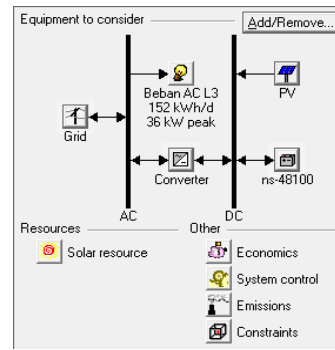 Equipment to consider
Add/Remove...
Beban AC L3
152 kWh/d
36 kW peak
PV
Grid
Converter
ns-48100
AC
DC
Resources
Other
Solar resource
Economics
System control
Emissions
Constraints